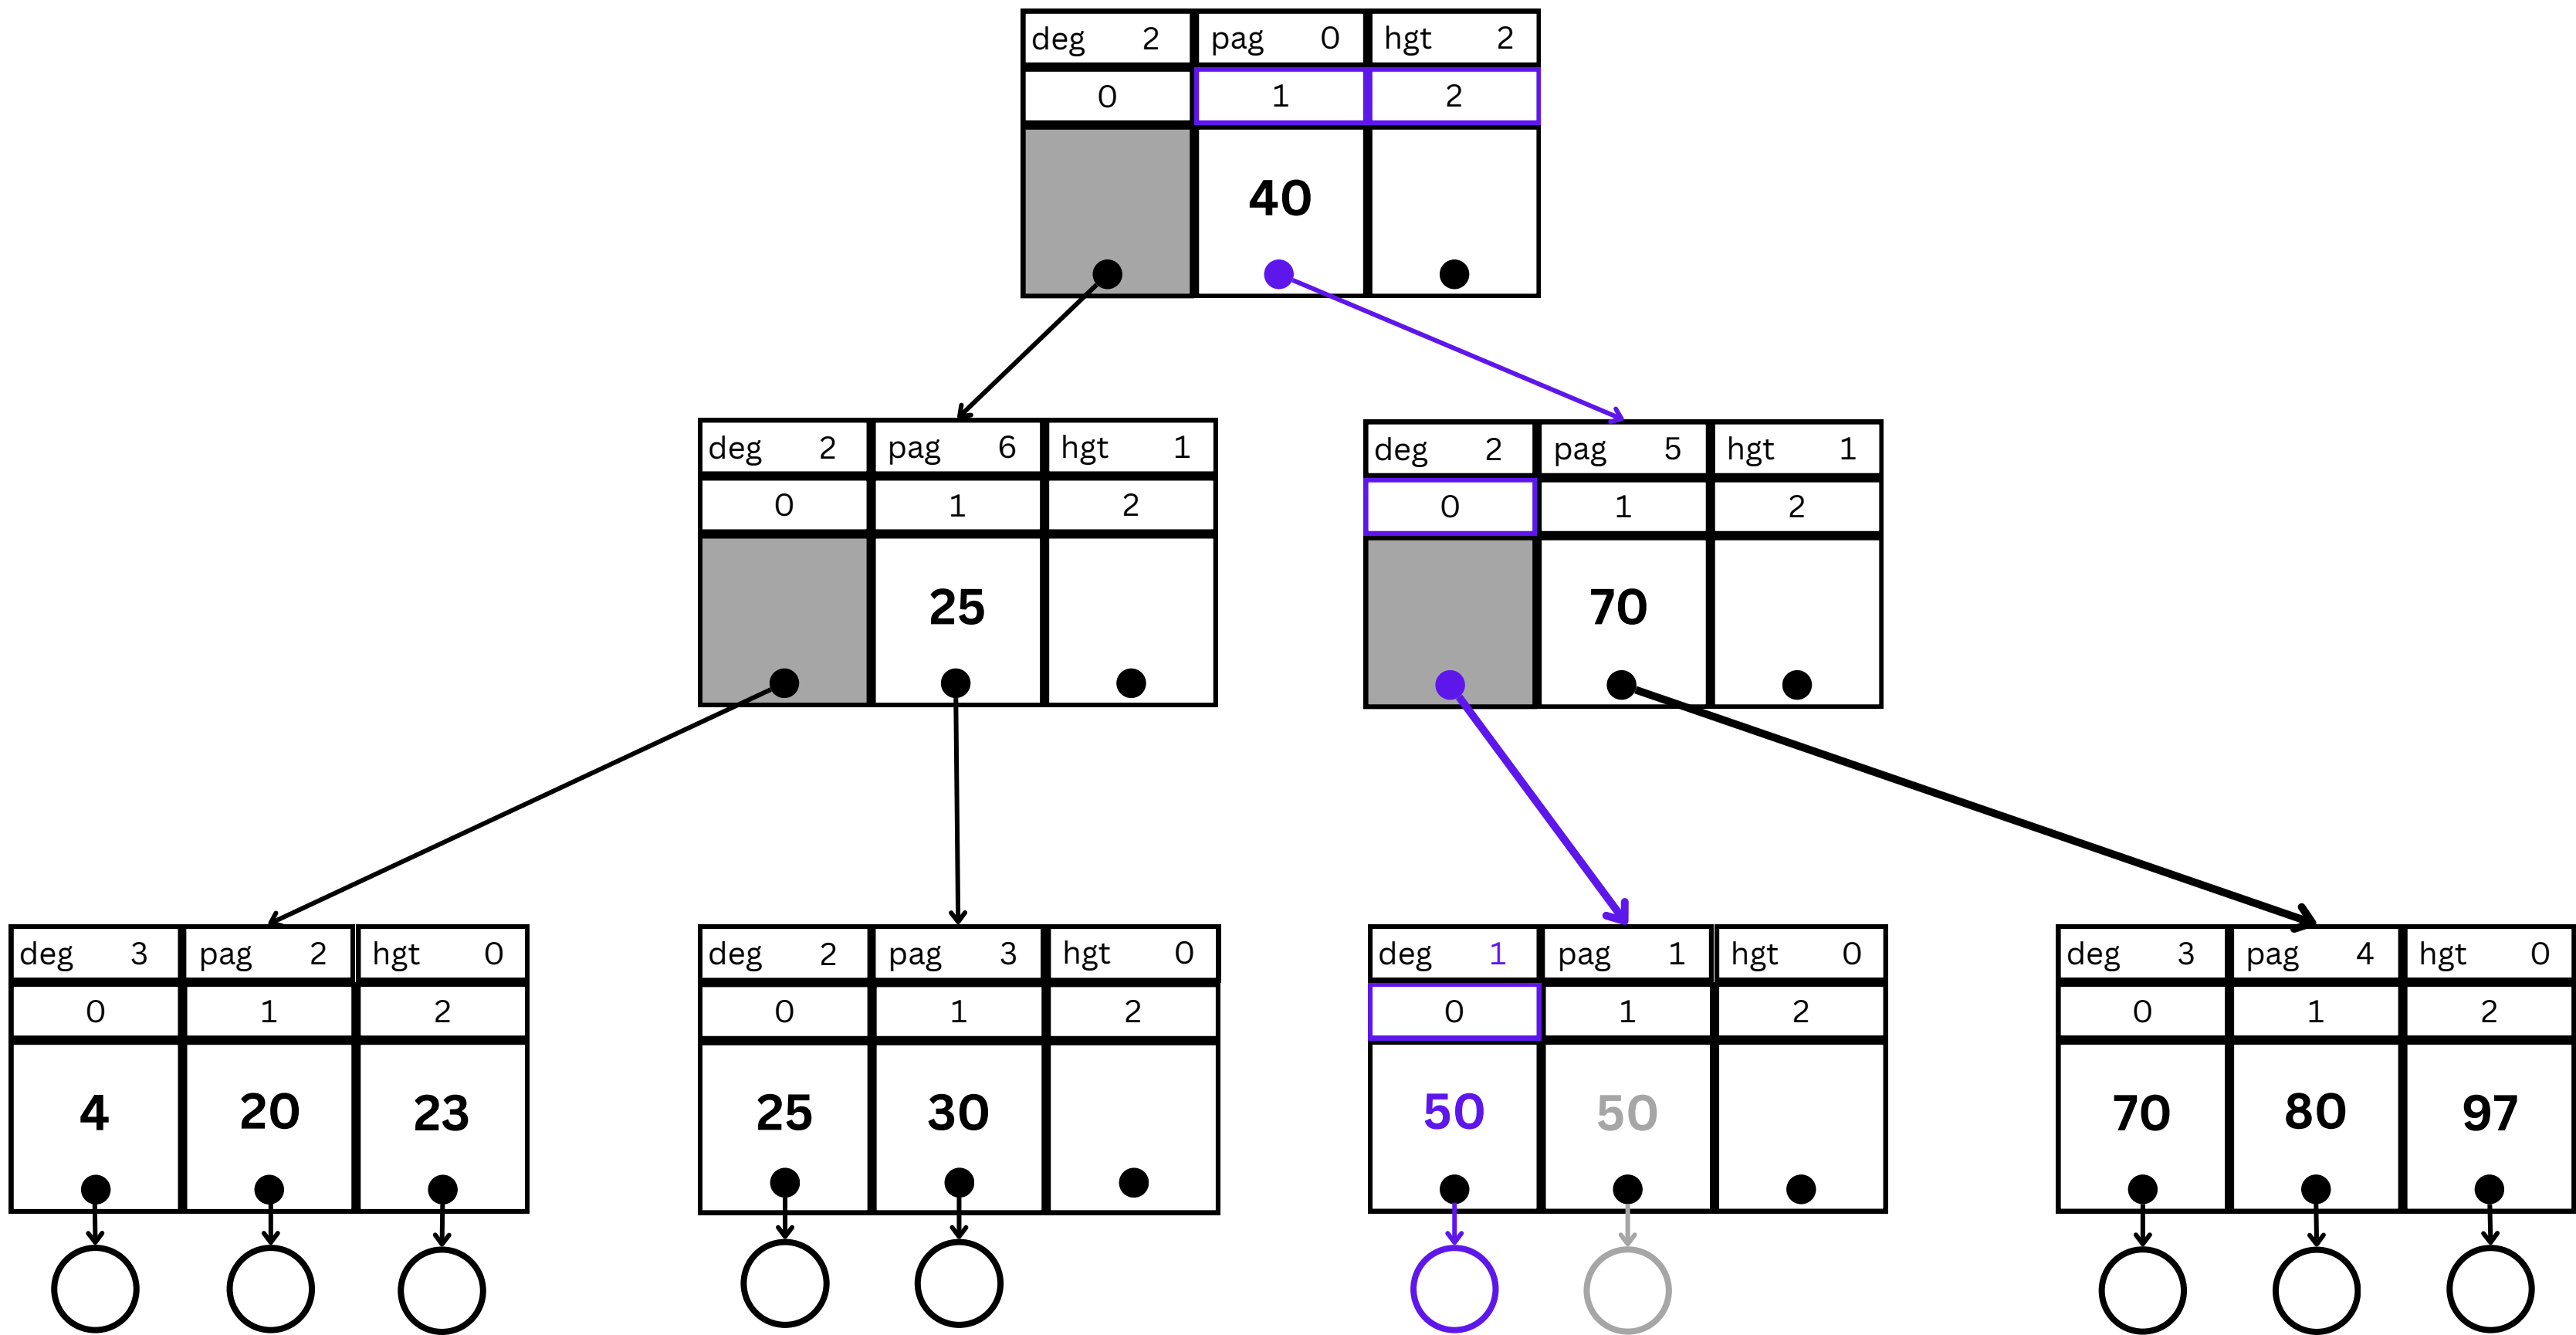 deg 2 pag 0 hgt 2
0 1 2
40
deg 2 pag 6 hgt 1
0 1 2
25
deg 2 pag 5 hgt 1
0 1 2
70
deg 3 pag 2 hgt 0
0 1 2
4 20 23
deg 2 pag 3 hgt 0
0 1 2
25 30
deg 1 pag 1 hgt 0
0 1 2
50 50
deg 3 pag 4 hgt 0
0 1 2
70 80 97